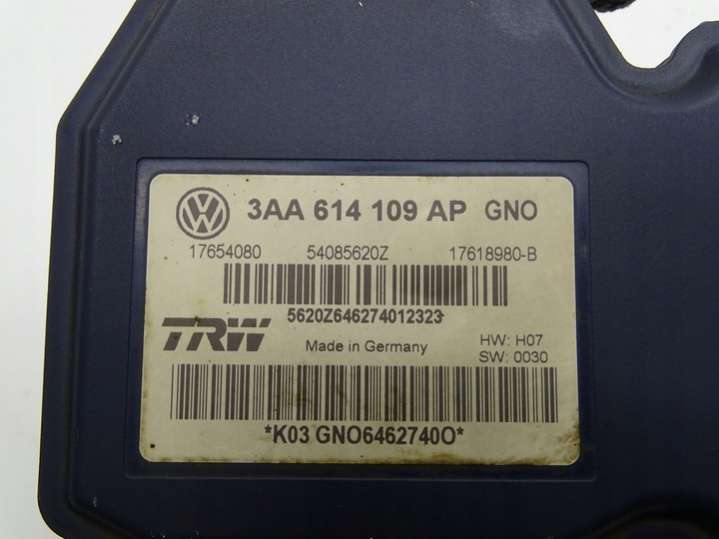 3AA 614 109 AP GNO
17654080 54085620Z 17618980-B
5620Z646274012323
TRW Made in Germany HW: H07
SW: 0030
*K03 GNO64627400*